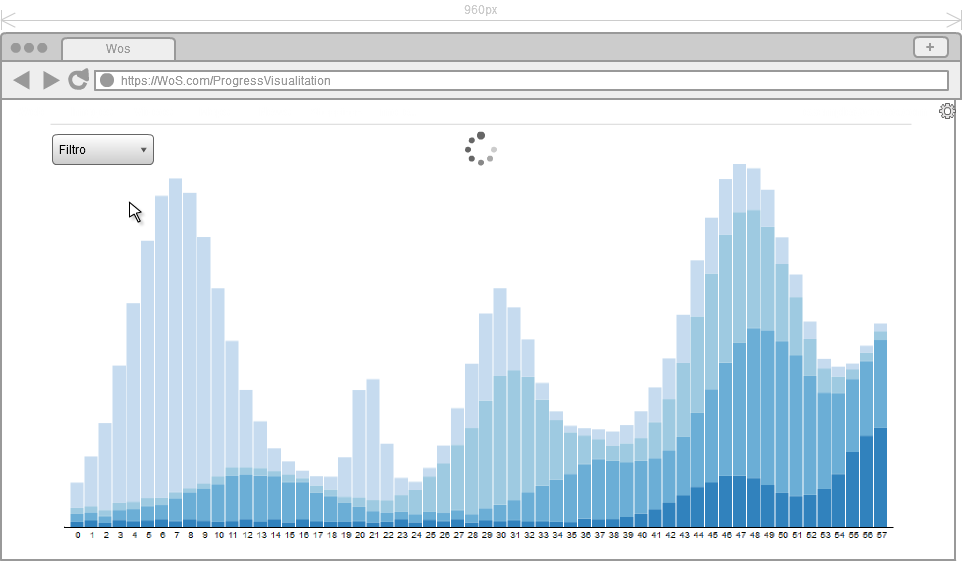 960px
Wos
+
https://WoS.com/ProgressVisualitation
Filtro
0 1 2 3 4 5 6 7 8 9 10 11 12 13 14 15 16 17 18 19 20 21 22 23 24 25 26 27 28 29 30 31 32 33 34 35 36 37 38 39 40 41 42 43 44 45 46 47 48 49 50 51 52 53 54 55 56 57